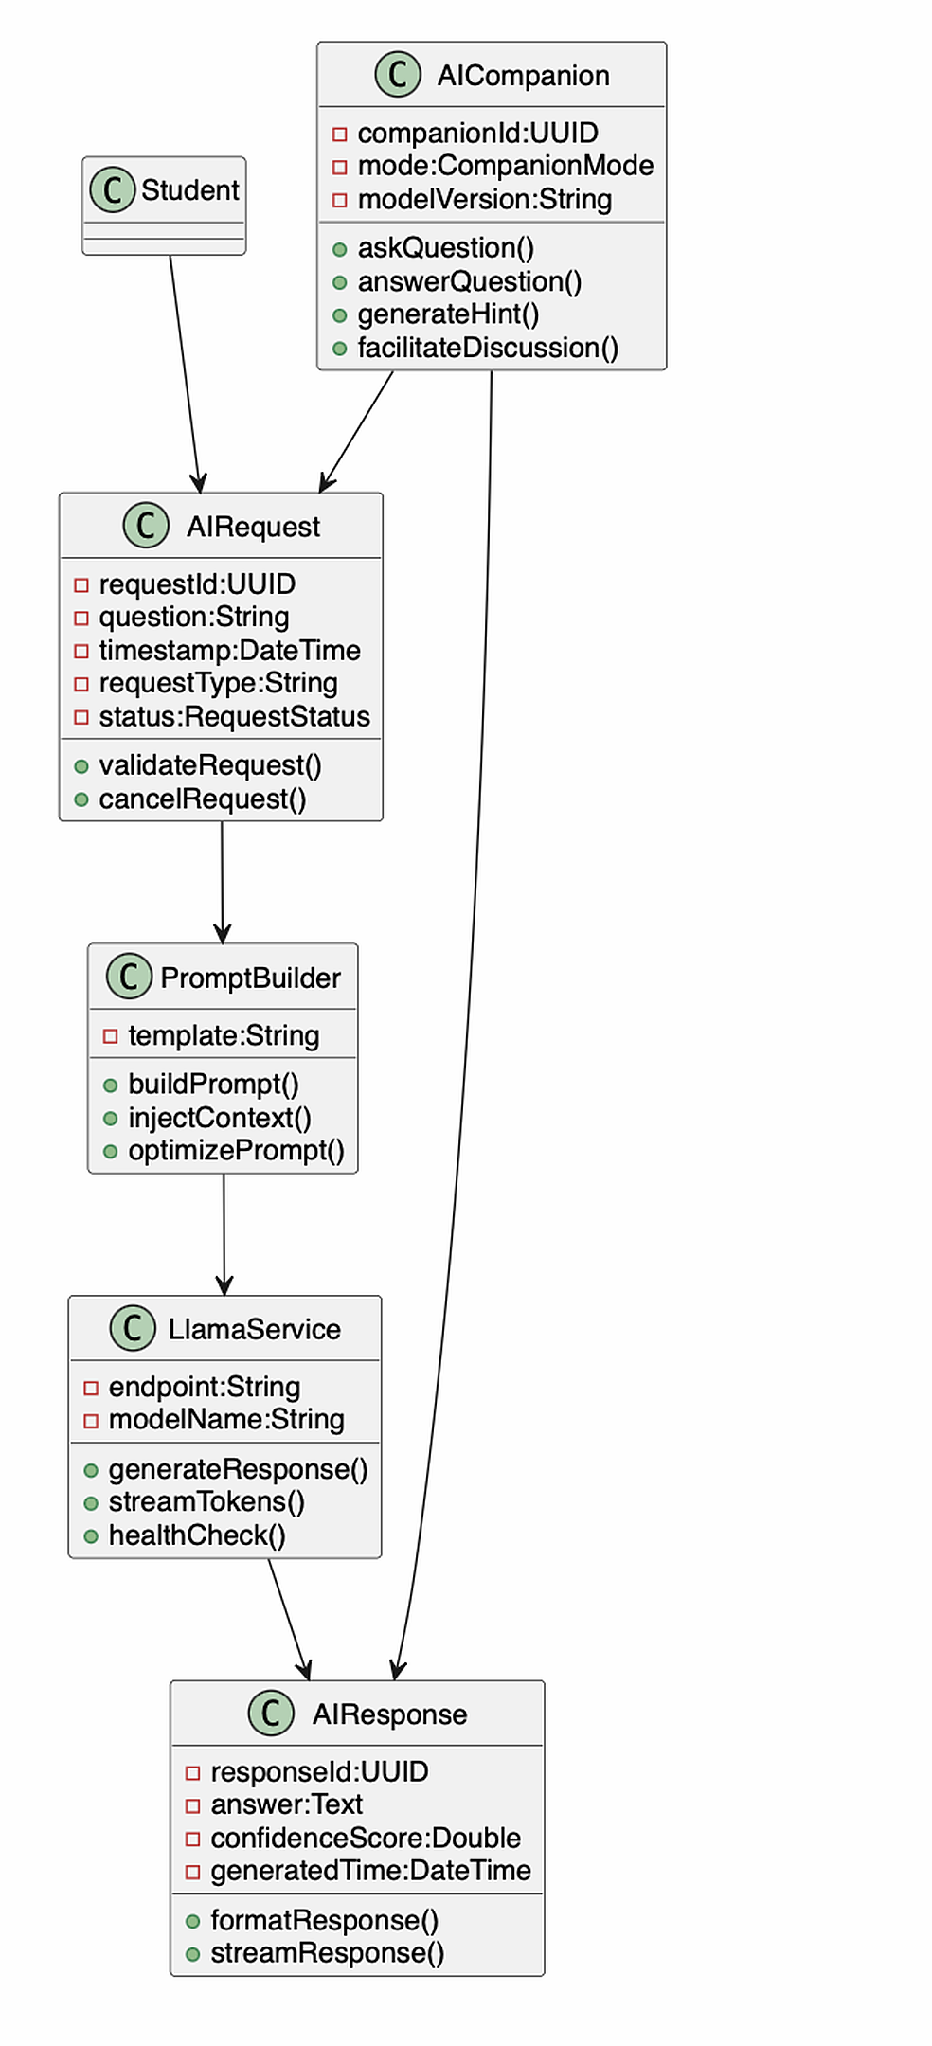 C AICompanion
companionId:UUID
mode:CompanionMode
modelVersion:String
askQuestion()
answerQuestion()
generateHint()
facilitateDiscussion()
C Student
C AIRequest
requestId:UUID
question:String
timestamp:DateTime
requestType:String
status:RequestStatus
validateRequest()
cancelRequest()
C PromptBuilder
template:String
buildPrompt()
injectContext()
optimizePrompt()
C LlamaService
endpoint:String
modelName:String
generateResponse()
streamTokens()
healthCheck()
C AIResponse
responseId:UUID
answer:Text
confidenceScore:Double
generatedTime:DateTime
formatResponse()
streamResponse()